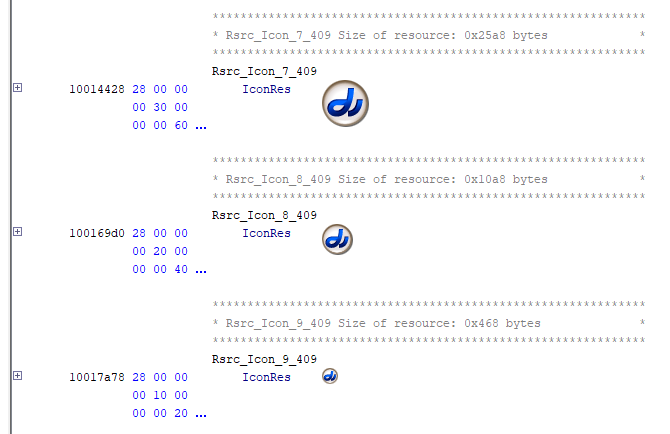 ******************************************************************
* Rsrc_Icon_7_409 Size of resource: 0x25a8 bytes *
******************************************************************
Rsrc_Icon_7_409
10014428 28 00 00 IconRes
00 30 00
00 00 60 ...
******************************************************************
* Rsrc_Icon_8_409 Size of resource: 0x10a8 bytes *
******************************************************************
Rsrc_Icon_8_409
100169d0 28 00 00 IconRes
00 20 00
00 00 40 ...
******************************************************************
* Rsrc_Icon_9_409 Size of resource: 0x468 bytes *
******************************************************************
Rsrc_Icon_9_409
10017a78 28 00 00 IconRes
00 10 00
00 00 20 ...